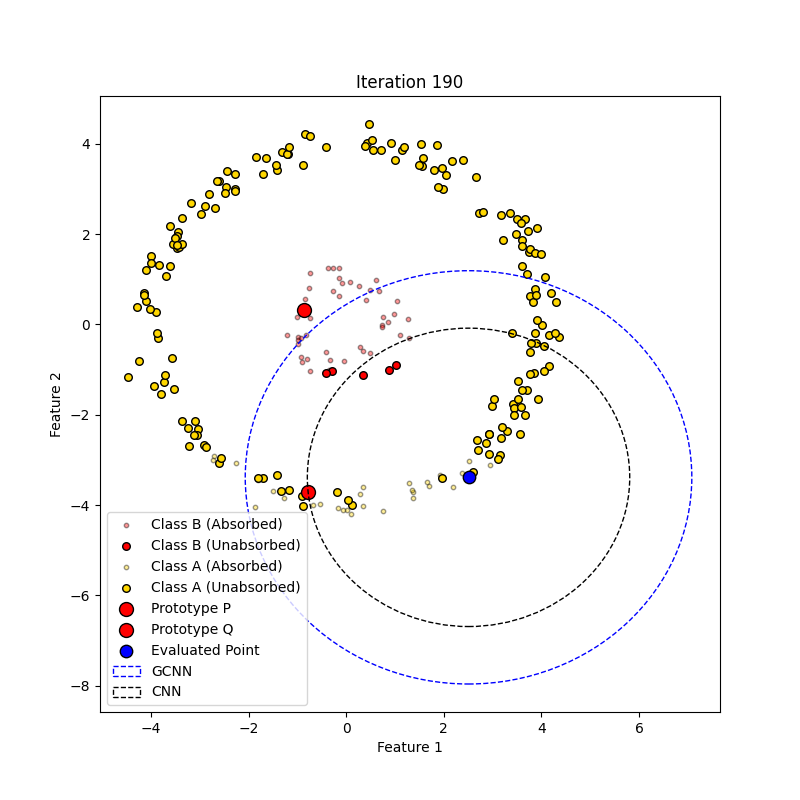 Iteration 190
4
2
0
−2
−4
−6
−8
Feature 2
Class B (Absorbed)
Class B (Unabsorbed)
Class A (Absorbed)
Class A (Unabsorbed)
Prototype P
Prototype Q
Evaluated Point
GCNN
CNN
−4 −2 0 2 4 6
Feature 1